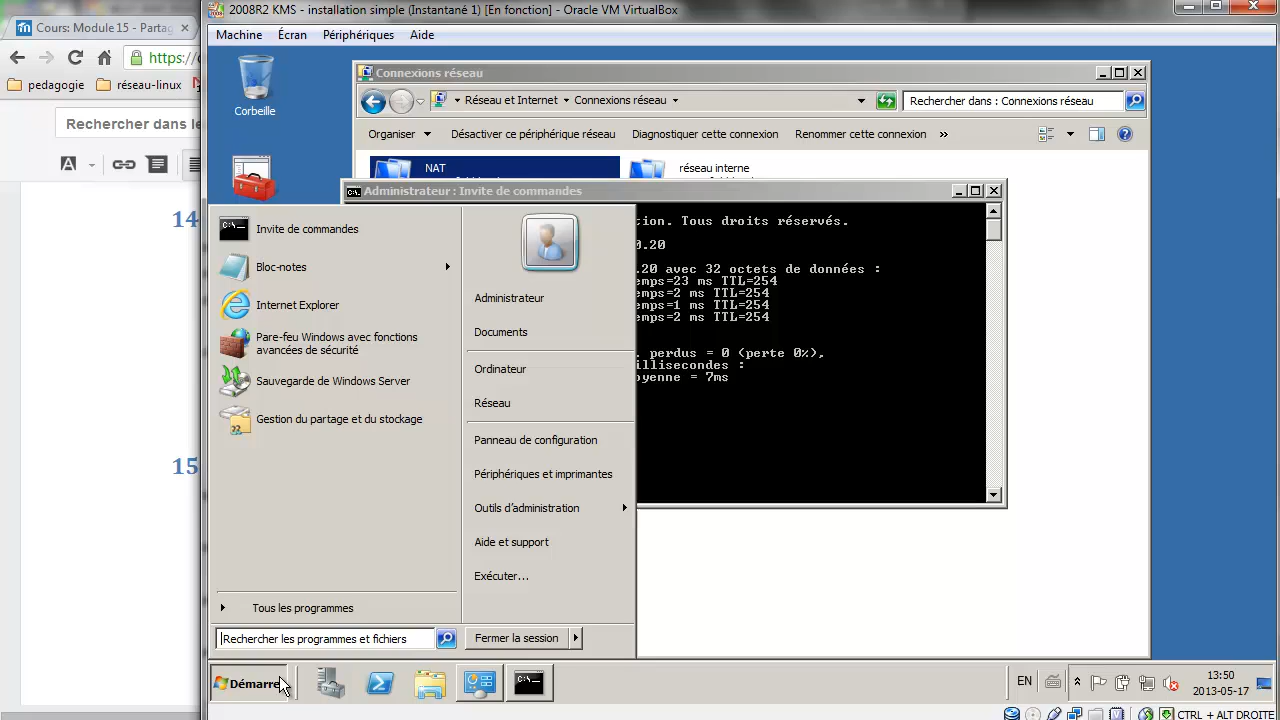 2008R2 KMS - installation simple (Instantané 1) [En fonction] - Oracle VM VirtualBox
Cours: Module 15 - Partag
Machine Écran Périphériques Aide
https://
pedagogie
réseau-linux
Rechercher dans le
A
14
15
Corbeille
Connexions réseau
Réseau et Internet
Connexions réseau
Rechercher dans : Connexions réseau
Organiser
Désactiver ce périphérique réseau
Diagnostiquer cette connexion
Renommer cette connexion
»
NAT
réseau interne
Administrateur : Invite de commandes
tion. Tous droits réservés.
0.20
.20 avec 32 octets de données :
emps=23 ms TTL=254
emps=2 ms TTL=254
emps=1 ms TTL=254
emps=2 ms TTL=254
. perdus = 0 (perte 0%),
illisecondes :
oyenne = 7ms
Invite de commandes
Bloc-notes
Internet Explorer
Pare-feu Windows avec fonctions
avancées de sécurité
Sauvegarde de Windows Server
Gestion du partage et du stockage
Tous les programmes
Rechercher les programmes et fichiers
Administrateur
Documents
Ordinateur
Réseau
Panneau de configuration
Périphériques et imprimantes
Outils d'administration
Aide et support
Exécuter...
Fermer la session
Démarre
EN
13:50
2013-05-17
CTRL + ALT DROITE